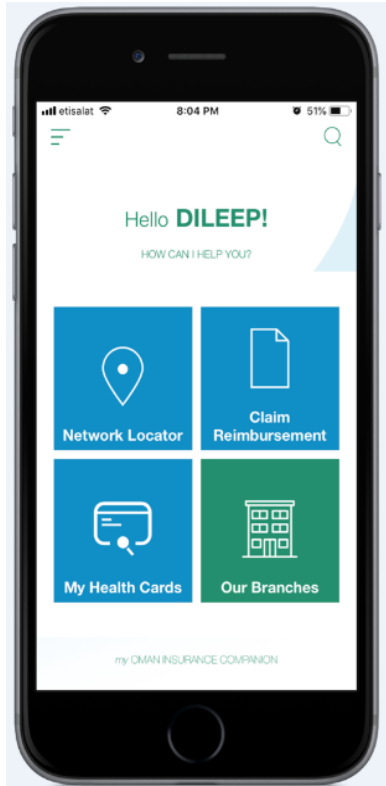 etisalat 8:04 PM 51%
Hello DILEEP!
HOW CAN I HELP YOU?
Network Locator
Claim
Reimbursement
My Health Cards
Our Branches
my OMAN INSURANCE COMPANION